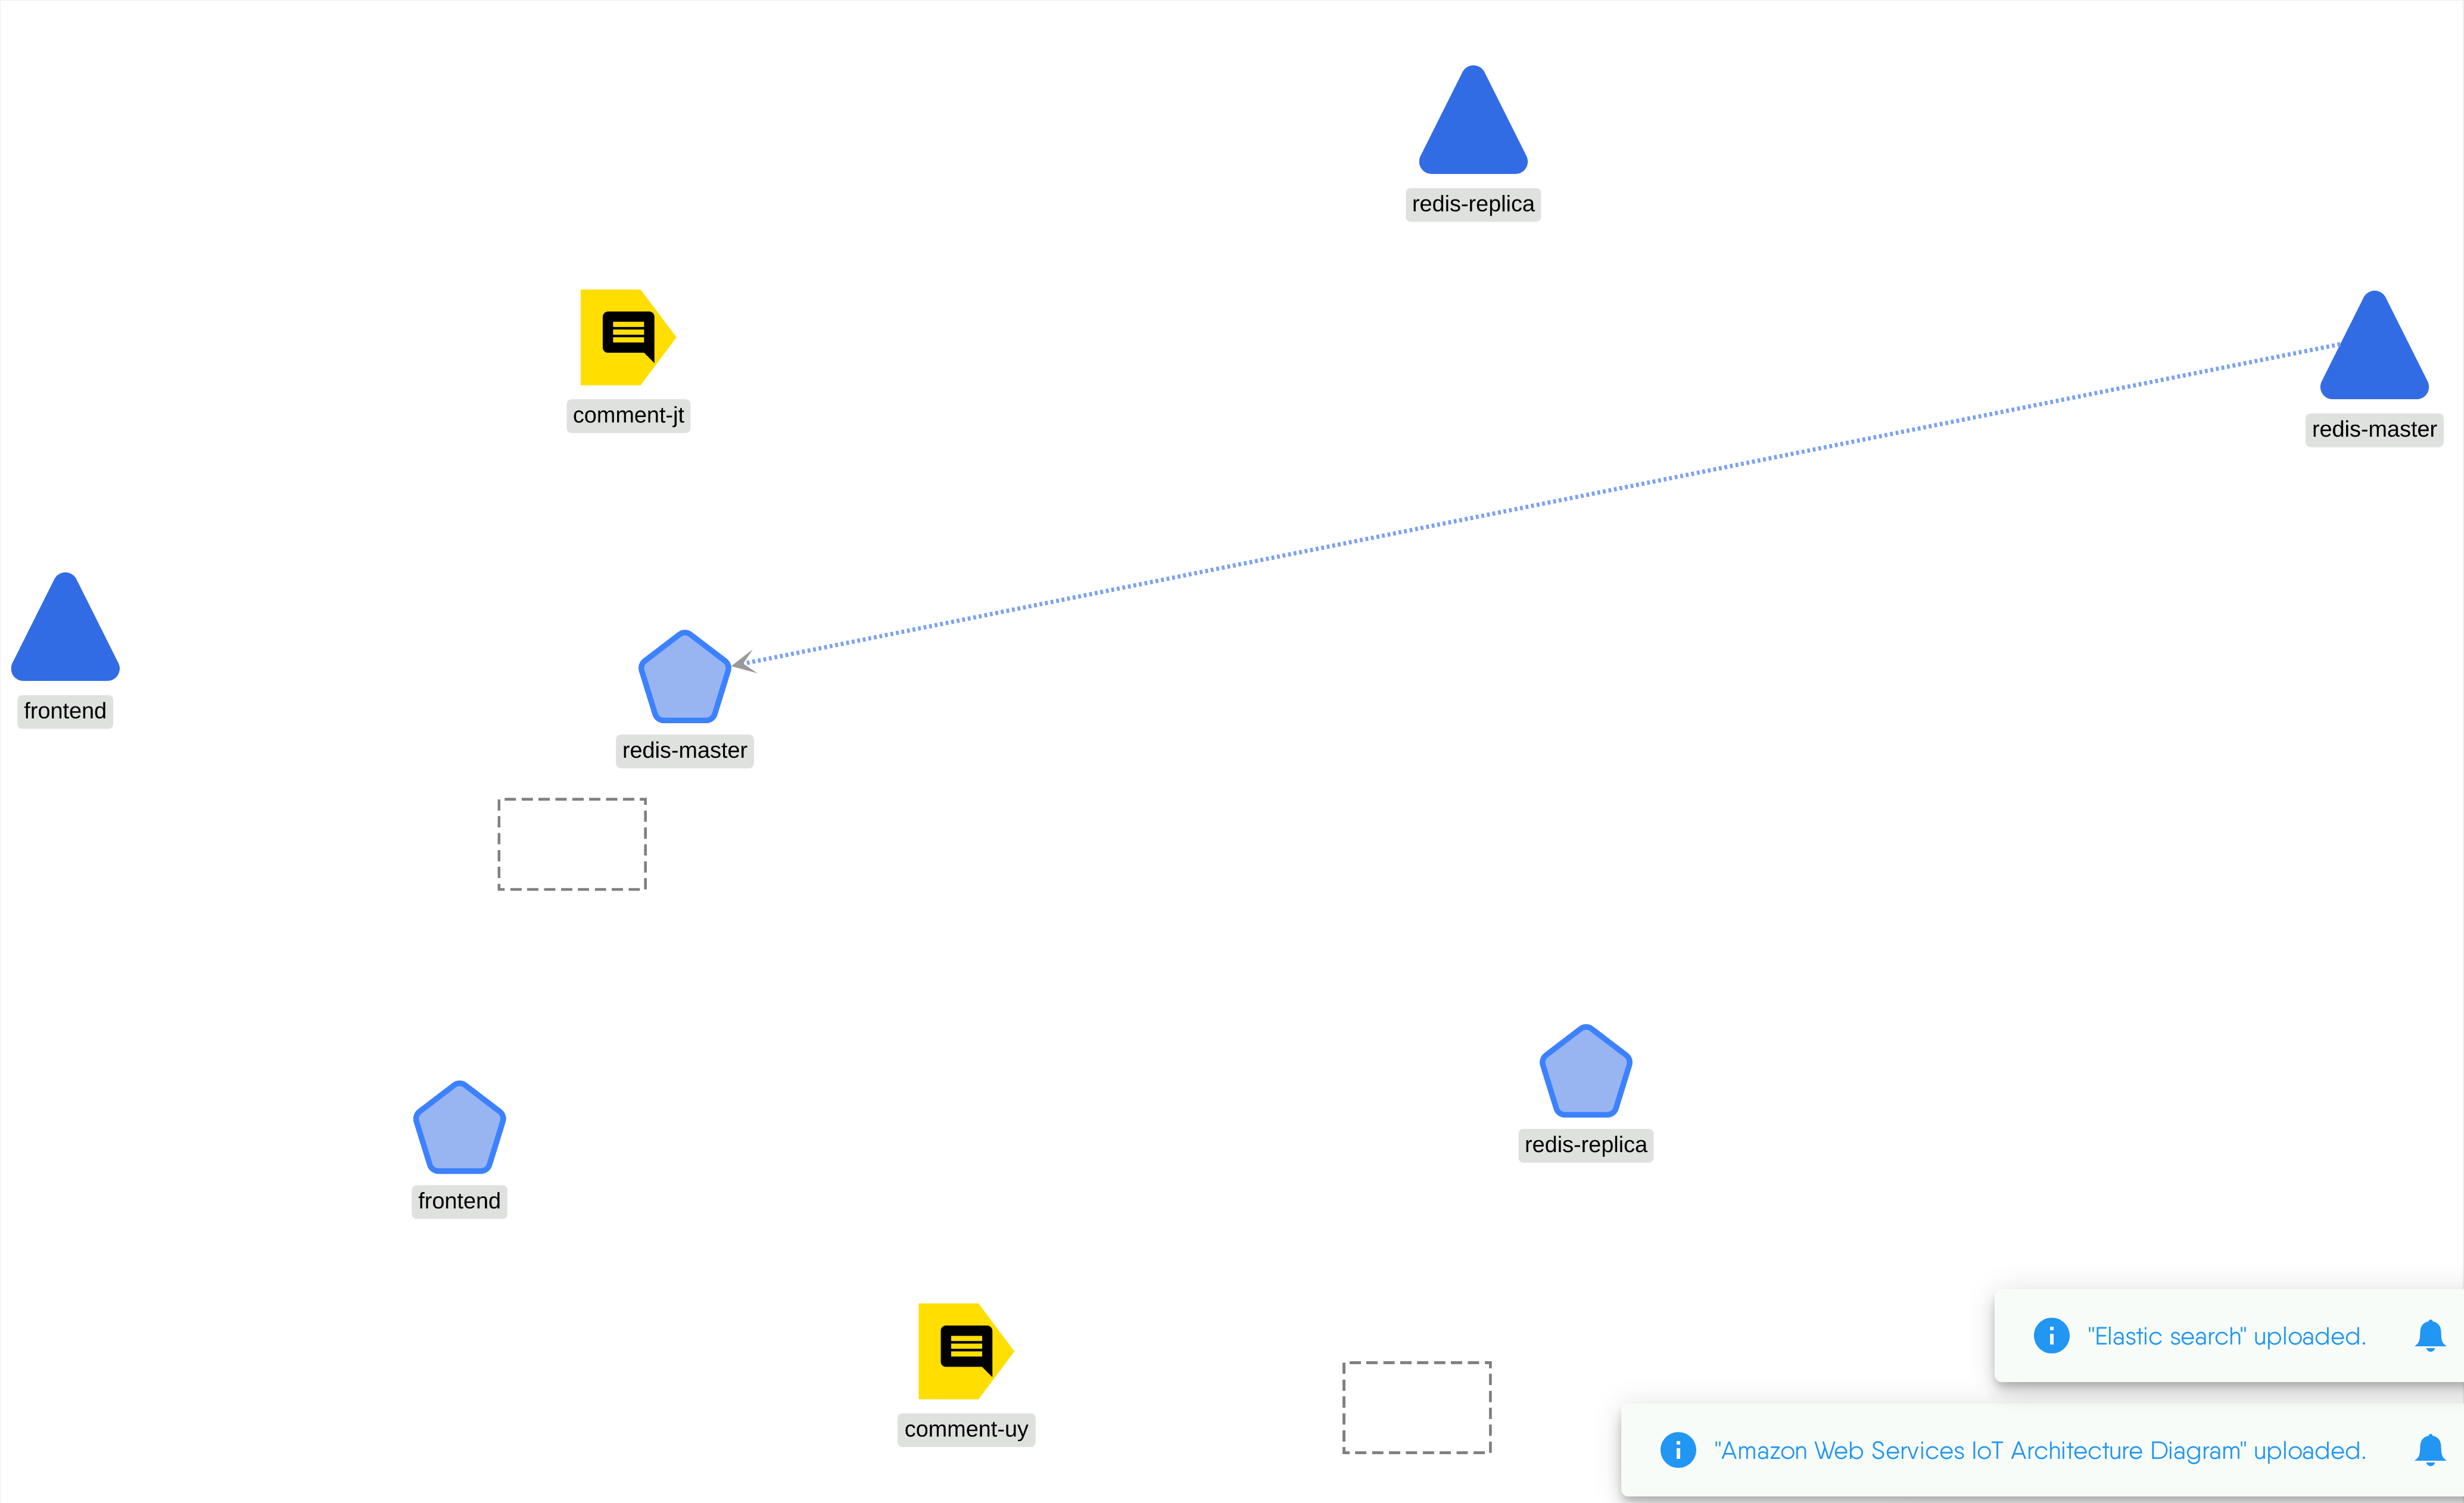 redis-replica
comment-jt
redis-master
frontend
redis-master
redis-replica
frontend
comment-uy
"Elastic search" uploaded.
"Amazon Web Services IoT Architecture Diagram" uploaded.